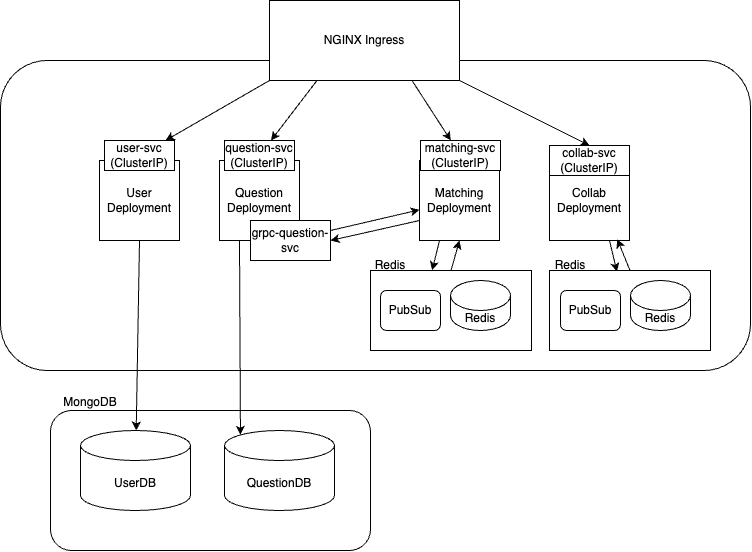 NGINX Ingress
user-svc
(ClusterIP)
question-svc
(ClusterIP)
matching-svc
(ClusterIP)
collab-svc
(ClusterIP)
User
Deployment
Question
Deployment
Matching
Deployment
Collab
Deployment
grpc-question-
svc
Redis
PubSub
Redis
Redis
PubSub
Redis
MongoDB
UserDB
QuestionDB